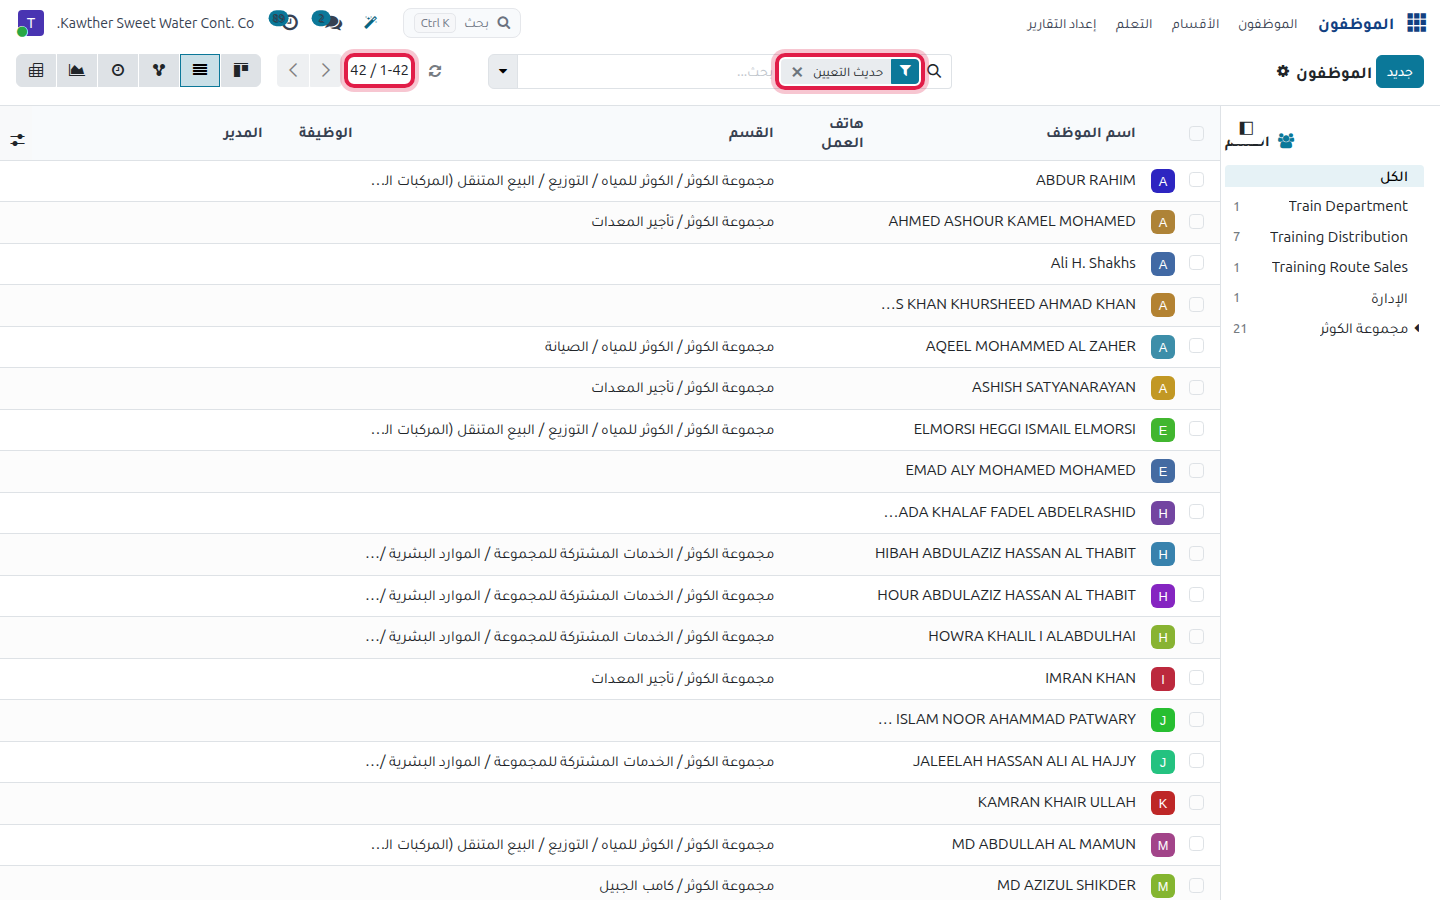 الموظفون
الموظفون
الأقسام
التعلم
إعداد التقارير
بحث
Ctrl K
2
89
Kawther Sweet Water Cont. Co.
T
جديد
الموظفون
حديث التعيين
بحث...
42 / 1-42
الكل
Train Department 1
Training Distribution 7
Training Route Sales 1
الإدارة 1
مجموعة الكوثر 21
اسم الموظف
هاتف العمل
القسم
الوظيفة
المدير
A ABDUR RAHIM مجموعة الكوثر / الكوثر للمياه / التوزيع / البيع المتنقل (المركبات الـ...
A AHMED ASHOUR KAMEL MOHAMED مجموعة الكوثر / تأجير المعدات
A Ali H. Shakhs
A ...S KHAN KHURSHEED AHMAD KHAN
A AQEEL MOHAMMED AL ZAHER مجموعة الكوثر / الكوثر للمياه / الصيانة
A ASHISH SATYANARAYAN مجموعة الكوثر / تأجير المعدات
E ELMORSI HEGGI ISMAIL ELMORSI مجموعة الكوثر / الكوثر للمياه / التوزيع / البيع المتنقل (المركبات الـ...
E EMAD ALY MOHAMED MOHAMED
H ...ADA KHALAF FADEL ABDELRASHID
H HIBAH ABDULAZIZ HASSAN AL THABIT مجموعة الكوثر / الخدمات المشتركة للمجموعة / الموارد البشرية /...
H HOUR ABDULAZIZ HASSAN AL THABIT مجموعة الكوثر / الخدمات المشتركة للمجموعة / الموارد البشرية /...
H HOWRA KHALIL I ALABDULHAI مجموعة الكوثر / الخدمات المشتركة للمجموعة / الموارد البشرية /...
I IMRAN KHAN مجموعة الكوثر / تأجير المعدات
J ... ISLAM NOOR AHAMMAD PATWARY
J JALEELAH HASSAN ALI AL HAJJY مجموعة الكوثر / الخدمات المشتركة للمجموعة / الموارد البشرية /...
K KAMRAN KHAIR ULLAH
M MD ABDULLAH AL MAMUN مجموعة الكوثر / الكوثر للمياه / التوزيع / البيع المتنقل (المركبات الـ...
M MD AZIZUL SHIKDER مجموعة الكوثر / كامب الجبيل